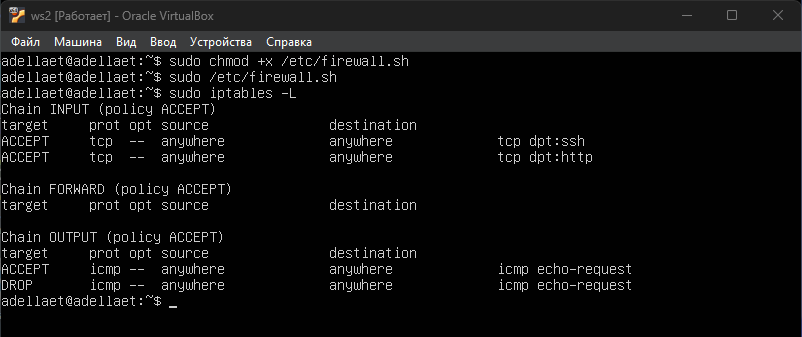 ws2 [Работает] - Oracle VirtualBox
Файл Машина Вид Ввод Устройства Справка
adellaet@adellaet:~$ sudo chmod +x /etc/firewall.sh
adellaet@adellaet:~$ sudo /etc/firewall.sh
adellaet@adellaet:~$ sudo iptables -L
Chain INPUT (policy ACCEPT)
target     prot opt source               destination
ACCEPT     tcp  --  anywhere             anywhere             tcp dpt:ssh
ACCEPT     tcp  --  anywhere             anywhere             tcp dpt:http

Chain FORWARD (policy ACCEPT)
target     prot opt source               destination

Chain OUTPUT (policy ACCEPT)
target     prot opt source               destination
ACCEPT     icmp --  anywhere             anywhere             icmp echo-request
DROP       icmp --  anywhere             anywhere             icmp echo-request
adellaet@adellaet:~$ _